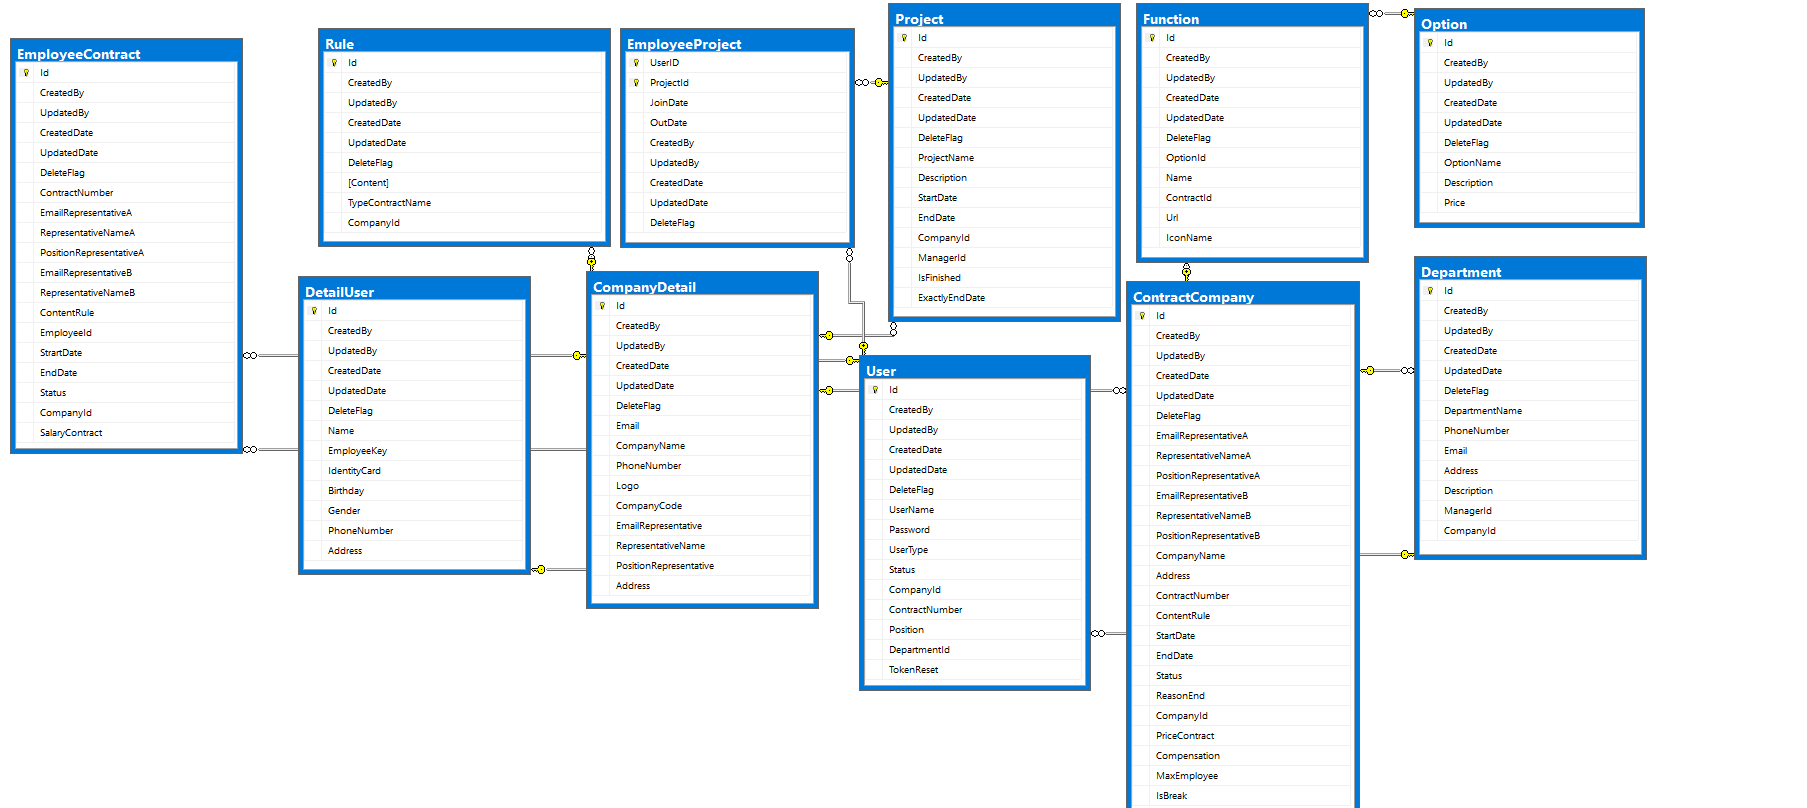 EmployeeContract
Id
CreatedBy
UpdatedBy
CreatedDate
UpdatedDate
DeleteFlag
ContractNumber
EmailRepresentativeA
RepresentativeNameA
PositionRepresentativeA
EmailRepresentativeB
RepresentativeNameB
ContentRule
EmployeeId
StrartDate
EndDate
Status
CompanyId
SalaryContract
Rule
Id
CreatedBy
UpdatedBy
CreatedDate
UpdatedDate
DeleteFlag
[Content]
TypeContractName
CompanyId
EmployeeProject
UserID
ProjectId
JoinDate
OutDate
CreatedBy
UpdatedBy
CreatedDate
UpdatedDate
DeleteFlag
Project
Id
CreatedBy
UpdatedBy
CreatedDate
UpdatedDate
DeleteFlag
ProjectName
Description
StartDate
EndDate
CompanyId
ManagerId
IsFinished
ExactlyEndDate
Function
Id
CreatedBy
UpdatedBy
CreatedDate
UpdatedDate
DeleteFlag
OptionId
Name
ContractId
Url
IconName
Option
Id
CreatedBy
UpdatedBy
CreatedDate
UpdatedDate
DeleteFlag
OptionName
Description
Price
DetailUser
Id
CreatedBy
UpdatedBy
CreatedDate
UpdatedDate
DeleteFlag
Name
EmployeeKey
IdentityCard
Birthday
Gender
PhoneNumber
Address
CompanyDetail
Id
CreatedBy
UpdatedBy
CreatedDate
UpdatedDate
DeleteFlag
Email
CompanyName
PhoneNumber
Logo
CompanyCode
EmailRepresentative
RepresentativeName
PositionRepresentative
Address
User
Id
CreatedBy
UpdatedBy
CreatedDate
UpdatedDate
DeleteFlag
UserName
Password
UserType
Status
CompanyId
ContractNumber
Position
DepartmentId
TokenReset
ContractCompany
Id
CreatedBy
UpdatedBy
CreatedDate
UpdatedDate
DeleteFlag
EmailRepresentativeA
RepresentativeNameA
PositionRepresentativeA
EmailRepresentativeB
RepresentativeNameB
PositionRepresentativeB
CompanyName
Address
ContractNumber
ContentRule
StartDate
EndDate
Status
ReasonEnd
CompanyId
PriceContract
Compensation
MaxEmployee
IsBreak
Department
Id
CreatedBy
UpdatedBy
CreatedDate
UpdatedDate
DeleteFlag
DepartmentName
PhoneNumber
Email
Address
Description
ManagerId
CompanyId